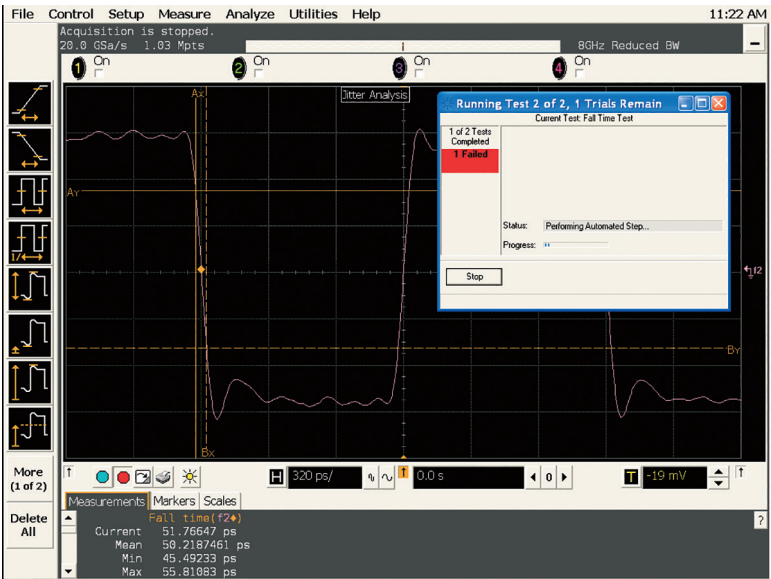 File Control Setup Measure Analyze Utilities Help 11:22 AM
Acquisition is stopped.
20.0 GSa/s 1.03 Mpts
8GHz Reduced BW
1 On 2 On 3 On 4 On
Ax
Jitter Analysis
Running Test 2 of 2, 1 Trials Remain
Current Test: Fall Time Test
1 of 2 Tests
Completed
1 Failed
Ay
Status: Performing Automated Step...
Progress:
Stop
f2
By
Bx
More
(1 of 2)
H 320 ps/ 0.0 s 0 T -19 mV
Measurements Markers Scales
Delete
All
Fall time(f2◆)
Current 51.76647 ps
Mean 50.2187461 ps
Min 45.49233 ps
Max 55.81083 ps
?